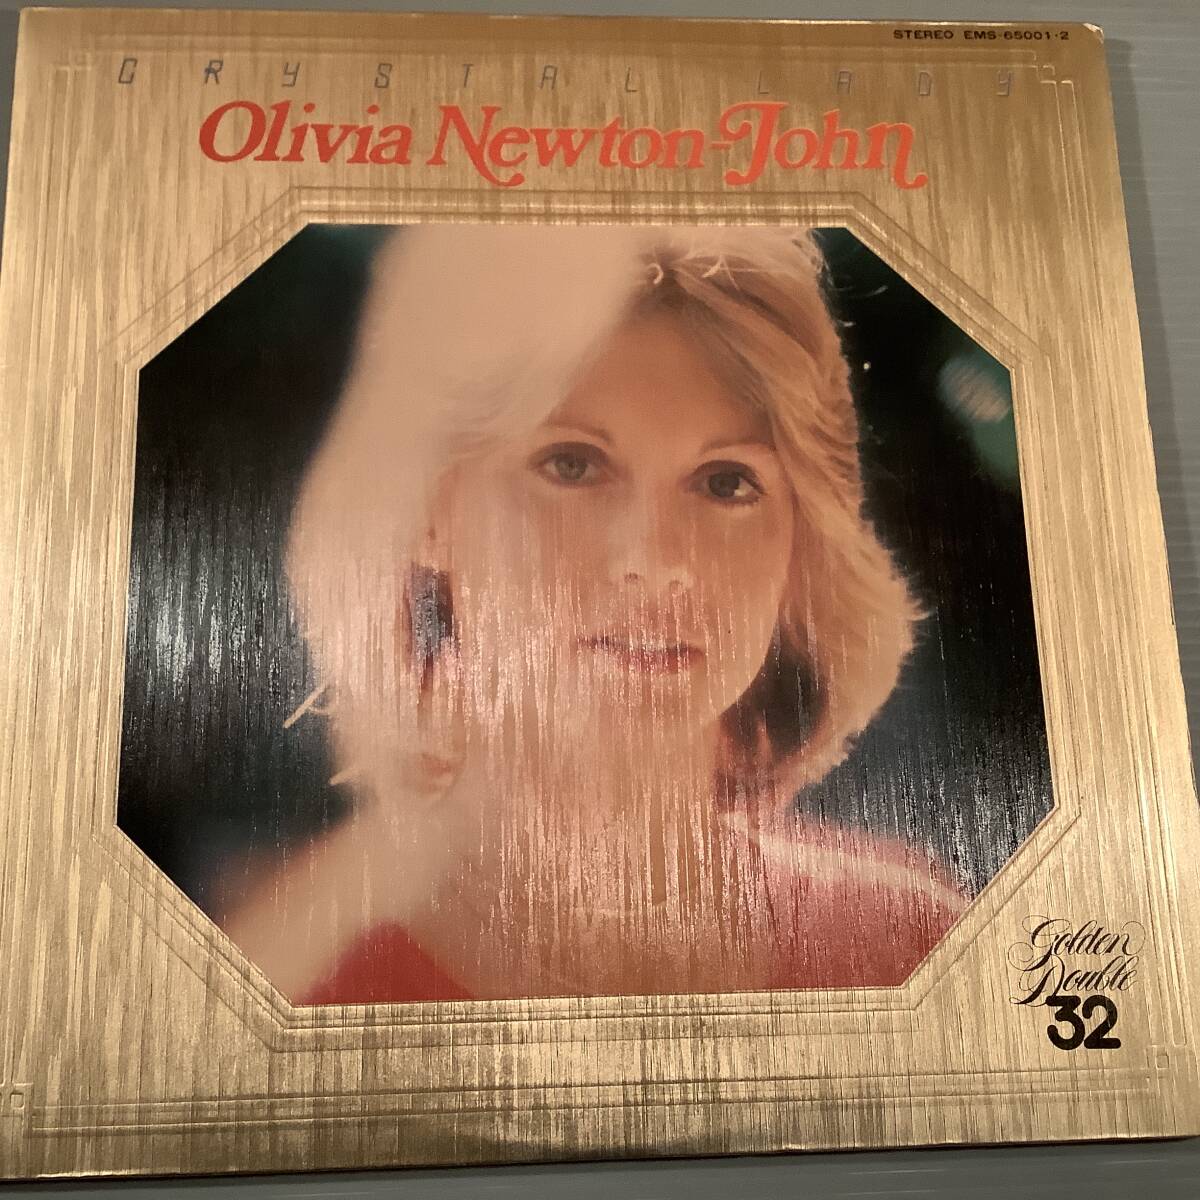 STEREO EMS-65001·2
CRYSTAL LADY
Olivia Newton-John
Golden
Double
32